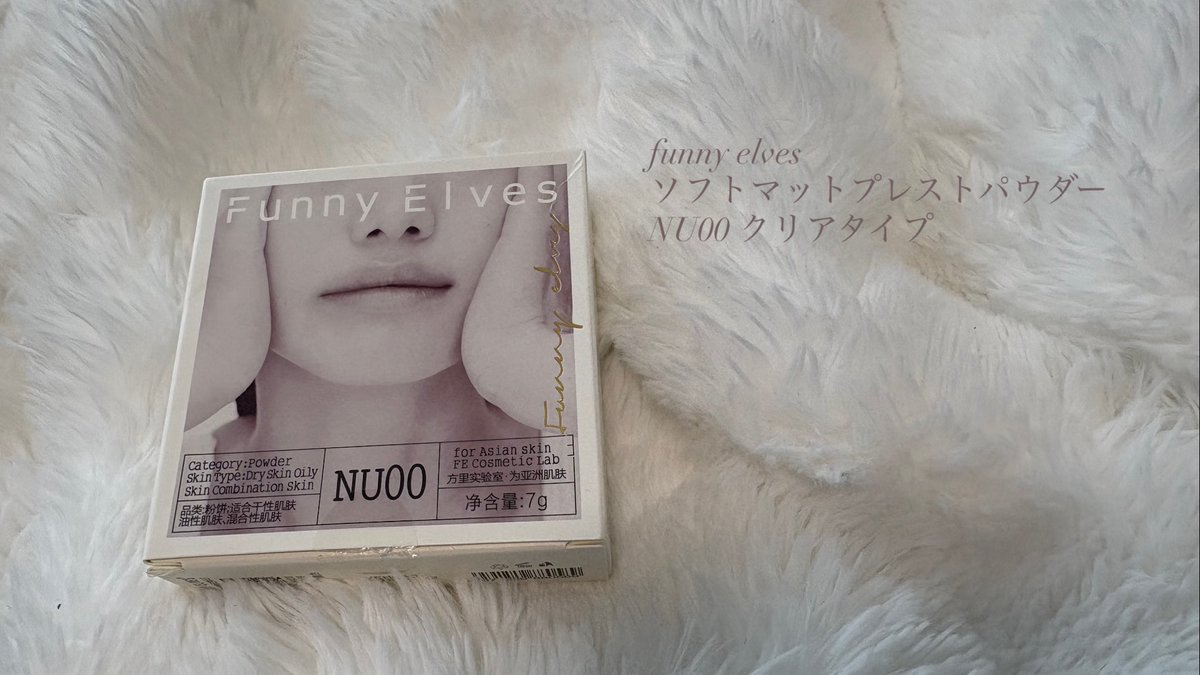 Funny Elves
Funny elves
Category:Powder
Skin Type:Dry Skin Oily
Skin Combination Skin
品类:粉饼;适合干性肌肤
油性肌肤、混合性肌肤
NU00
for Asian skin
FE Cosmetic Lab
方里实验室·为亚洲肌肤
净含量:7g
funny elves
ソフトマットプレストパウダー
NU00 クリアタイプ